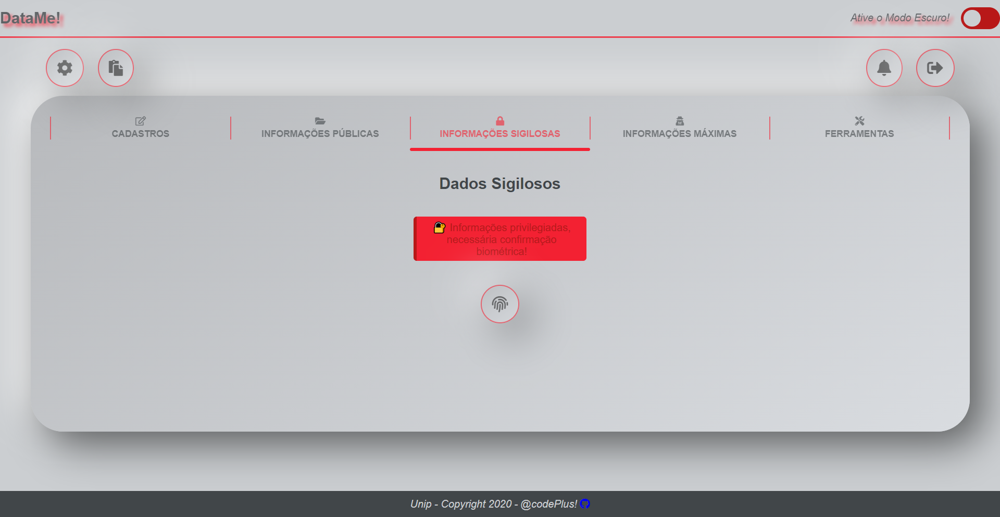 DataMe!
Ative o Modo Escuro!
CADASTROS
INFORMAÇÕES PÚBLICAS
INFORMAÇÕES SIGILOSAS
INFORMAÇÕES MÁXIMAS
FERRAMENTAS
Dados Sigilosos
Informações privilegiadas,
necessária confirmação
biométrica!
Unip - Copyright 2020 - @codePlus!